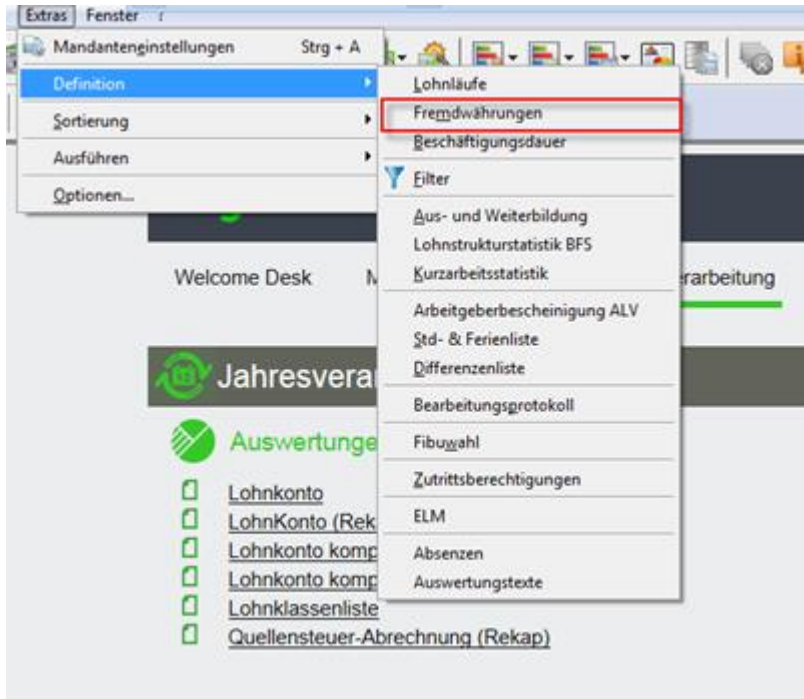 Extras Fenster
Mandanteneinstellungen Strg + A
Definition
Sortierung
Ausführen
Optionen...
Lohnläufe
Fremdwährungen
Beschäftigungsdauer
Filter
Aus- und Weiterbildung
Lohnstrukturstatistik BFS
Kurzarbeitsstatistik
Arbeitgeberbescheinigung ALV
Std- & Ferienliste
Differenzenliste
Bearbeitungsprotokoll
Fibuwahl
Zutrittsberechtigungen
ELM
Absenzen
Auswertungstexte
Welcome Desk M rarbeitung
Jahresverar
Auswertunge
Lohnkonto
LohnKonto (Rek
Lohnkonto komp
Lohnkonto komp
Lohnklassenliste
Quellensteuer-Abrechnung (Rekap)